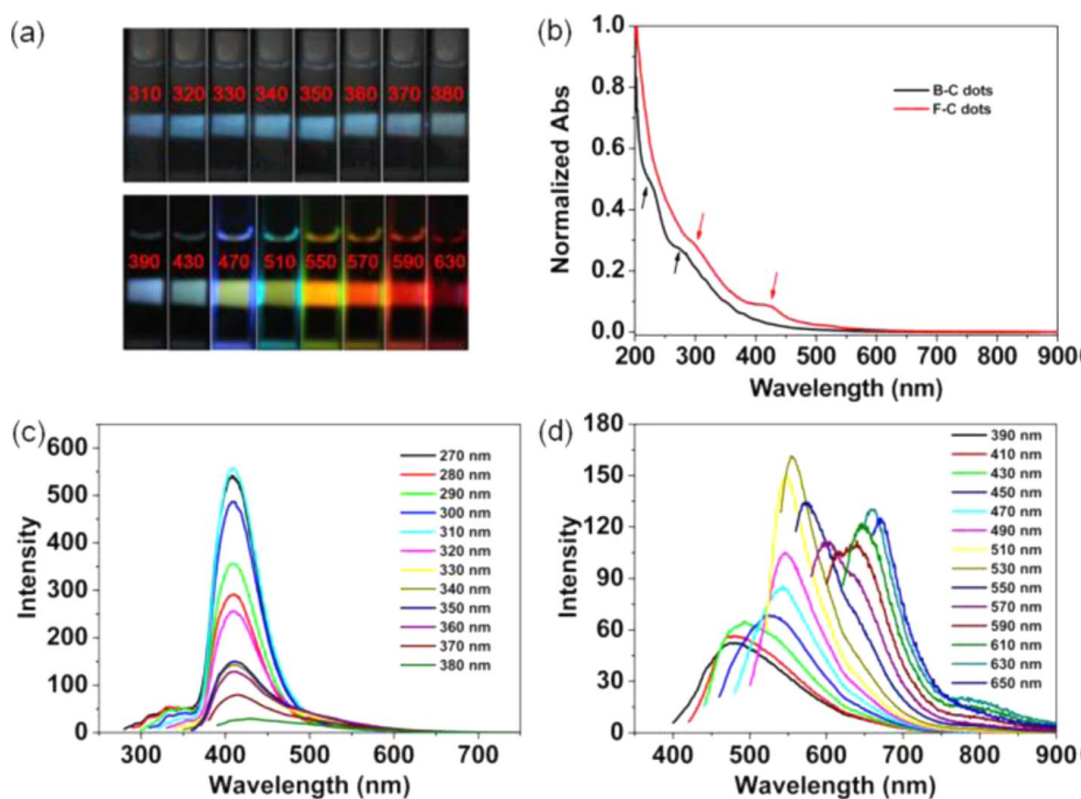 (a)
310 320 330 340 350 360 370 380
390 430 470 510 550 570 590 630
(b)
Normalized Abs
1.0
0.8
0.6
0.4
0.2
0.0
B-C dots
F-C dots
200 300 400 500 600 700 800 900
Wavelength (nm)
(c)
Intensity
600
500
400
300
200
100
0
270 nm
280 nm
290 nm
300 nm
310 nm
320 nm
330 nm
340 nm
350 nm
360 nm
370 nm
380 nm
300 400 500 600 700
Wavelength (nm)
(d)
Intensity
180
150
120
90
60
30
0
390 nm
410 nm
430 nm
450 nm
470 nm
490 nm
510 nm
530 nm
550 nm
570 nm
590 nm
610 nm
630 nm
650 nm
400 500 600 700 800 900
Wavelength (nm)